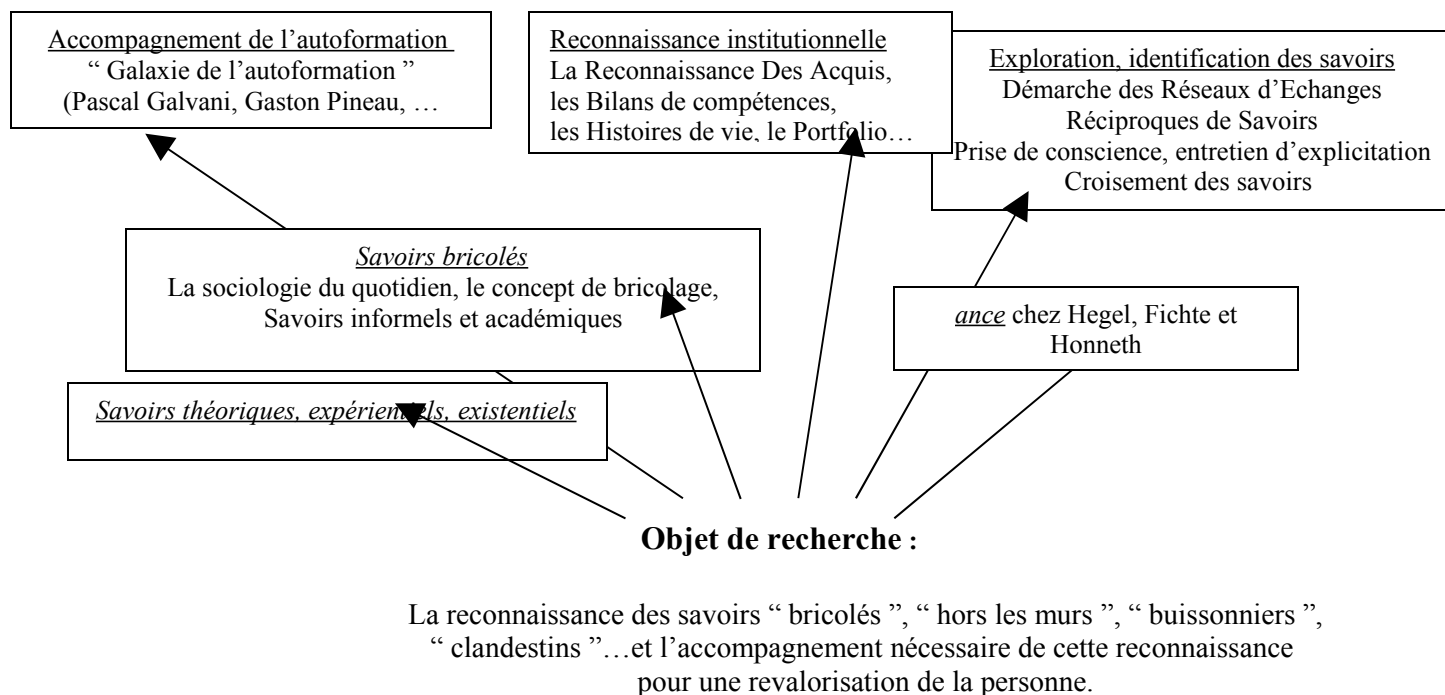 Accompagnement de l’autoformation
“ Galaxie de l’autoformation ”
(Pascal Galvani, Gaston Pineau, …
Reconnaissance institutionnelle
La Reconnaissance Des Acquis,
les Bilans de compétences,
les Histoires de vie, le Portfolio…
Exploration, identification des savoirs
Démarche des Réseaux d’Echanges
Réciproques de Savoirs
Prise de conscience, entretien d’explicitation
Croisement des savoirs
Savoirs bricolés
La sociologie du quotidien, le concept de bricolage,
Savoirs informels et académiques
ance chez Hegel, Fichte et
Honneth
Savoirs théoriques, expérientiels, existentiels
Objet de recherche :
La reconnaissance des savoirs “ bricolés ”, “ hors les murs ”, “ buissonniers ”,
“ clandestins ”…et l’accompagnement nécessaire de cette reconnaissance
pour une revalorisation de la personne.